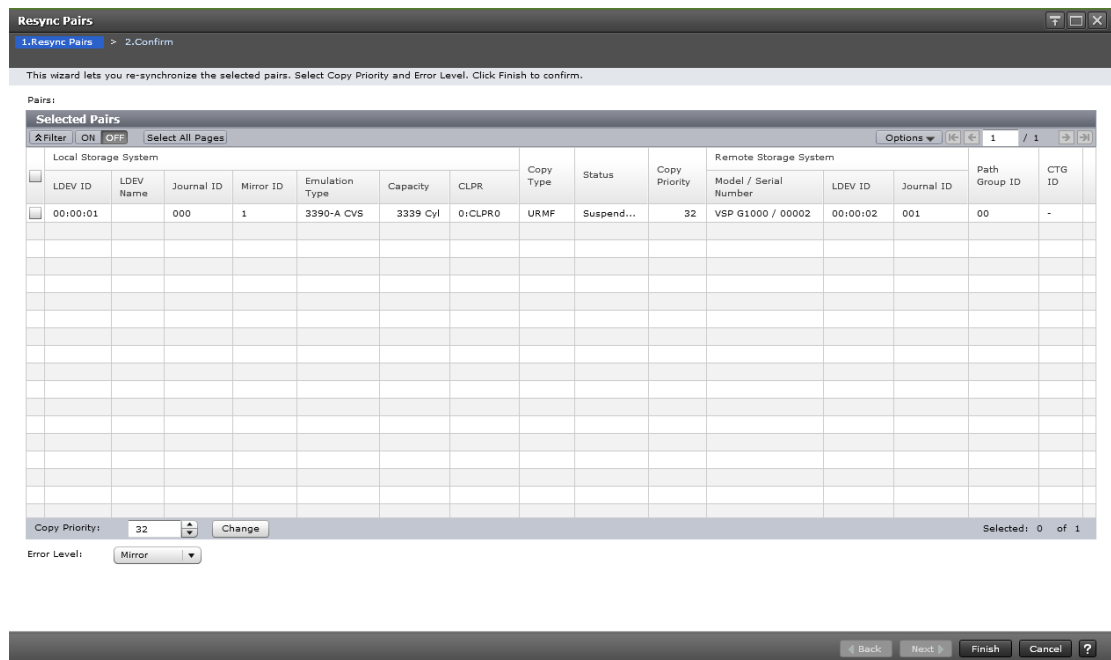 Resync Pairs
1.Resync Pairs > 2.Confirm
This wizard lets you re-synchronize the selected pairs. Select Copy Priority and Error Level. Click Finish to confirm.
Pairs:
Selected Pairs
Filter ON OFF Select All Pages Options 1 / 1
Local Storage System Copy Type Status Copy Priority Remote Storage System Path Group ID CTG ID
LDEV ID LDEV Name Journal ID Mirror ID Emulation Type Capacity CLPR Model / Serial Number LDEV ID Journal ID
00:00:01 000 1 3390-A CVS 3339 Cyl 0:CLPR0 URMF Suspend... 32 VSP G1000 / 00002 00:00:02 001 00 -
Copy Priority: 32 Change Selected: 0 of 1
Error Level: Mirror
Back Next Finish Cancel ?